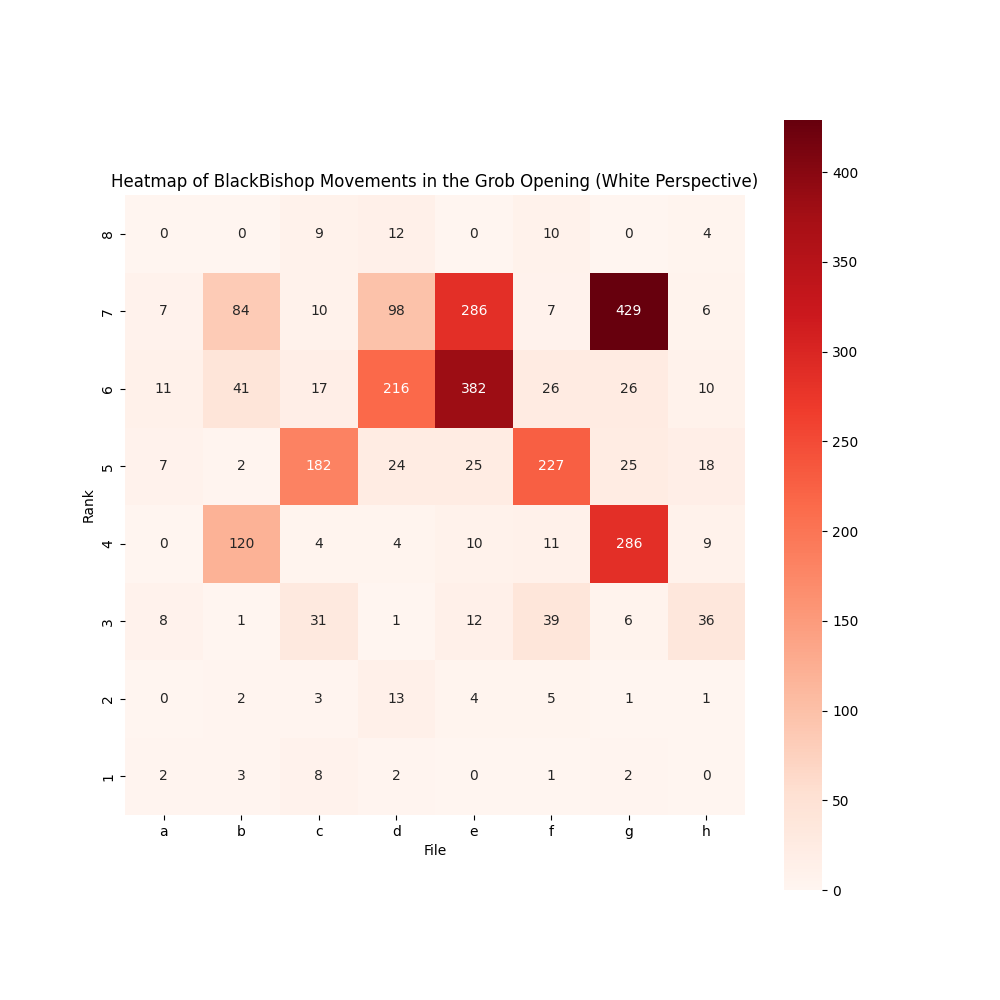 Heatmap of BlackBishop Movements in the Grob Opening (White Perspective)
8 0 0 9 12 0 10 0 4
7 7 84 10 98 286 7 429 6
6 11 41 17 216 382 26 26 10
5 7 2 182 24 25 227 25 18
Rank
4 0 120 4 4 10 11 286 9
3 8 1 31 1 12 39 6 36
2 0 2 3 13 4 5 1 1
1 2 3 8 2 0 1 2 0
a b c d e f g h
File
400
350
300
250
200
150
100
50
0